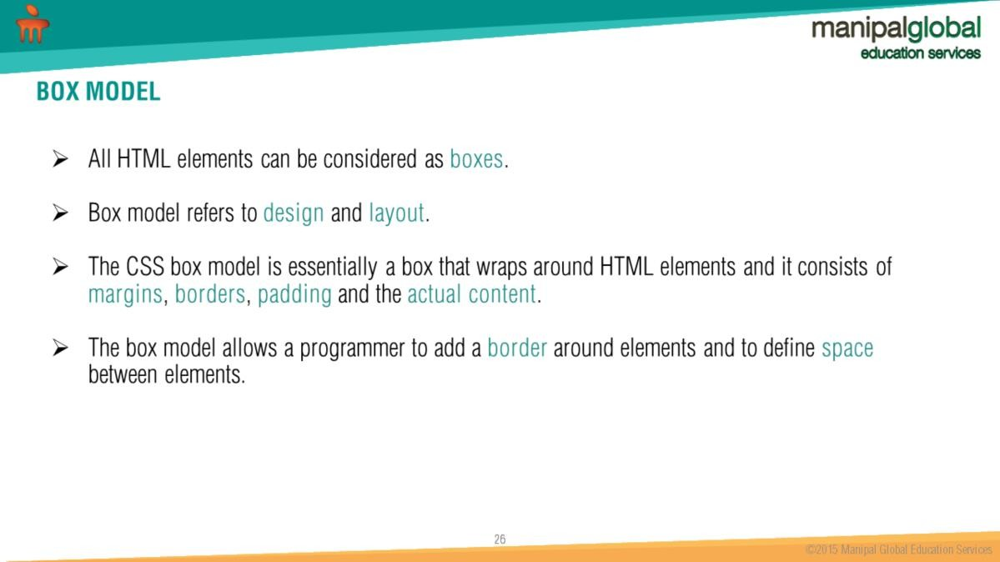 manipalglobal
education services
BOX MODEL
➢ All HTML elements can be considered as boxes.
➢ Box model refers to design and layout.
➢ The CSS box model is essentially a box that wraps around HTML elements and it consists of
margins, borders, padding and the actual content.
➢ The box model allows a programmer to add a border around elements and to define space
between elements.
26
©2015 Manipal Global Education Services